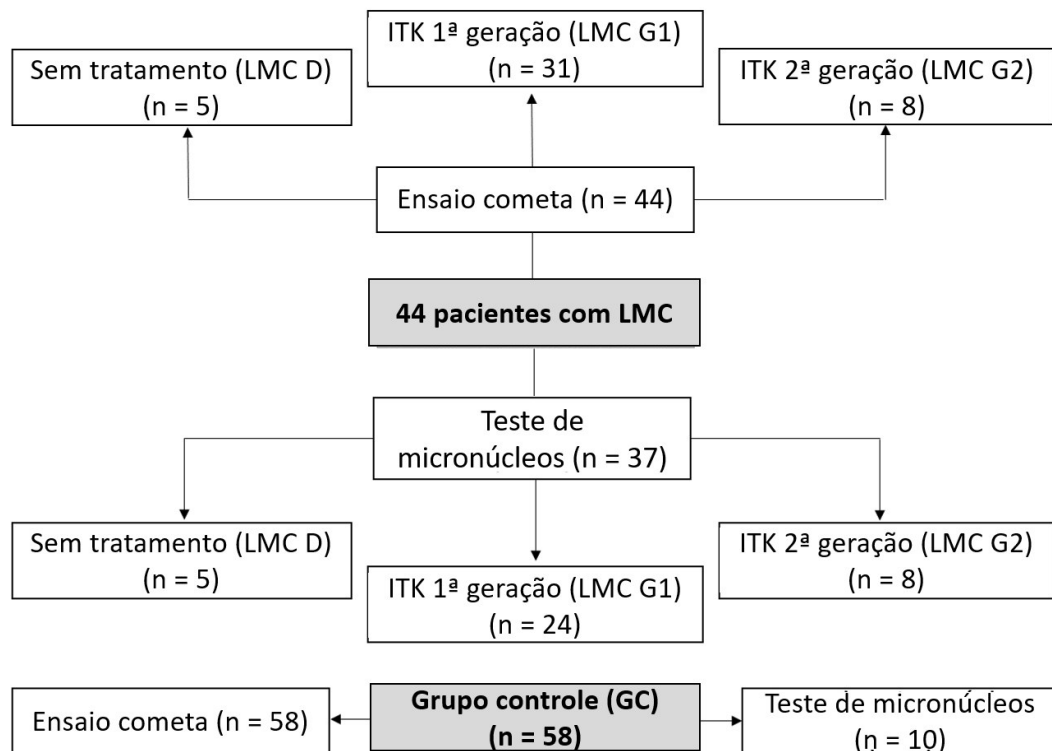 ITK 1ª geração (LMC G1)
(n = 31)
Sem tratamento (LMC D)
(n = 5)
ITK 2ª geração (LMC G2)
(n = 8)
Ensaio cometa (n = 44)
44 pacientes com LMC
Teste de
micronúcleos (n = 37)
Sem tratamento (LMC D)
(n = 5)
ITK 1ª geração (LMC G1)
(n = 24)
ITK 2ª geração (LMC G2)
(n = 8)
Ensaio cometa (n = 58)
Grupo controle (GC)
(n = 58)
Teste de micronúcleos
(n = 10)